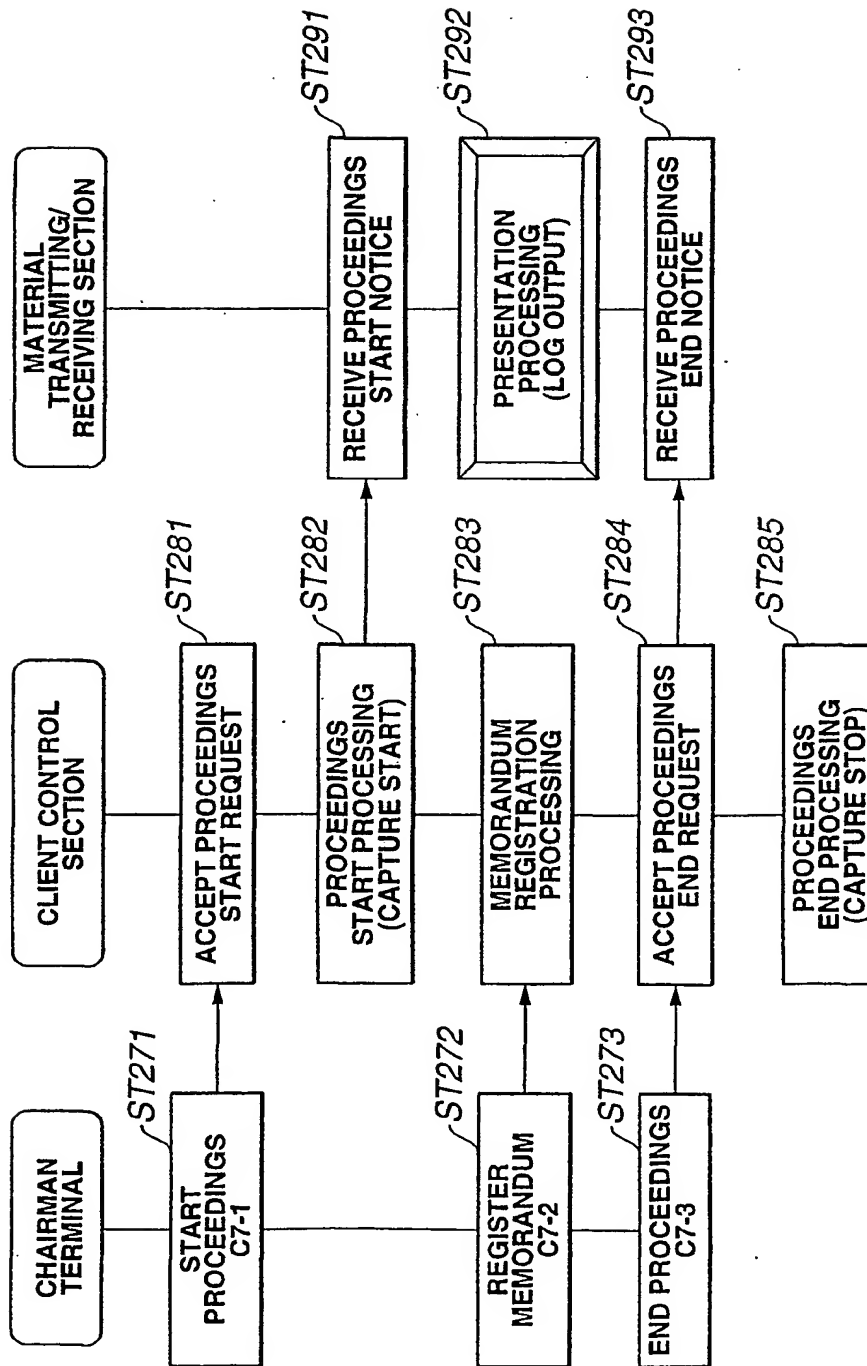 CHAIRMAN
TERMINAL
ST271
START
PROCEEDINGS
C7-1
ST272
REGISTER
MEMORANDUM
C7-2
ST273
END PROCEEDINGS
C7-3
CLIENT CONTROL
SECTION
ST281
ACCEPT PROCEEDINGS
START REQUEST
ST282
PROCEEDINGS
START PROCESSING
(CAPTURE START)
ST283
MEMORANDUM
REGISTRATION
PROCESSING
ST284
ACCEPT PROCEEDINGS
END REQUEST
ST285
PROCEEDINGS
END PROCESSING
(CAPTURE STOP)
MATERIAL
TRANSMITTING/
RECEIVING SECTION
ST291
RECEIVE PROCEEDINGS
START NOTICE
ST292
PRESENTATION
PROCESSING
(LOG OUTPUT)
ST293
RECEIVE PROCEEDINGS
END NOTICE